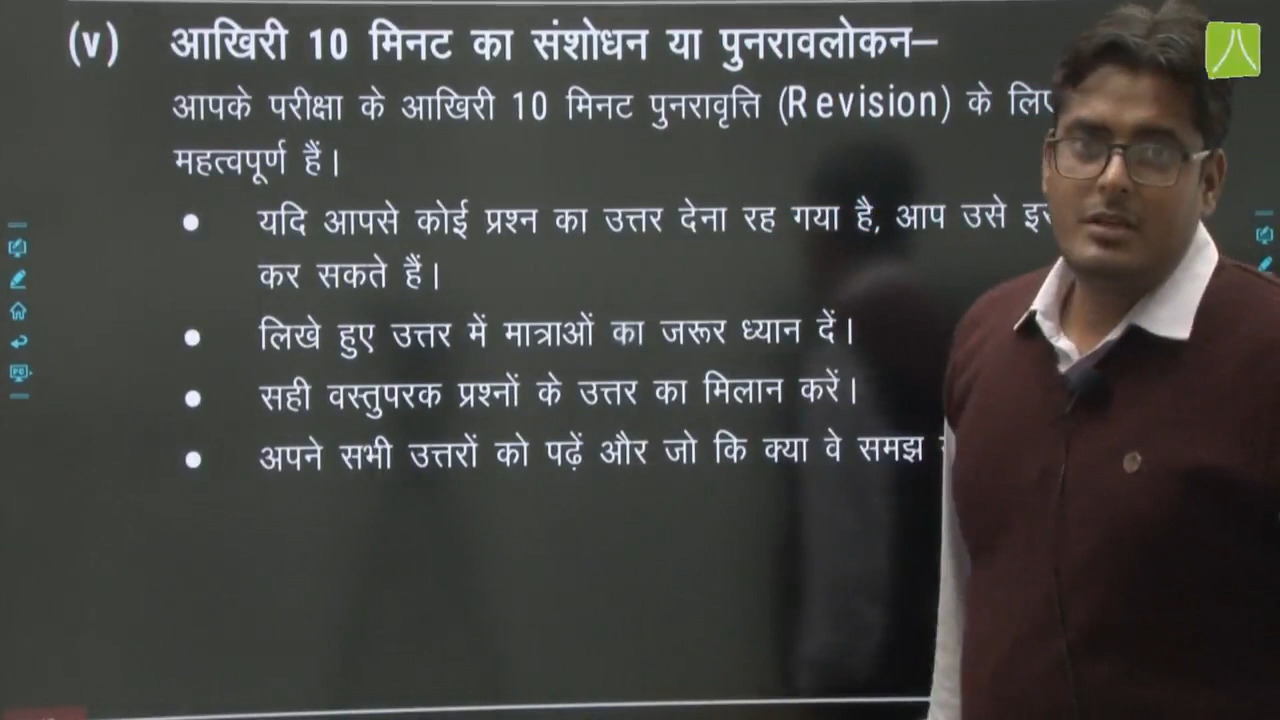 (v) आखिरी 10 मिनट का संशोधन या पुनरावलोकन–
आपके परीक्षा के आखिरी 10 मिनट पुनरावृत्ति (Revision) के लिए
महत्वपूर्ण हैं।
• यदि आपसे कोई प्रश्न का उत्तर देना रह गया है, आप उसे
कर सकते हैं।
• लिखे हुए उत्तर में मात्राओं का जरूर ध्यान दें।
• सही वस्तुपरक प्रश्नों के उत्तर का मिलान करें।
• अपने सभी उत्तरों को पढ़ें और जो कि क्या वे समझ